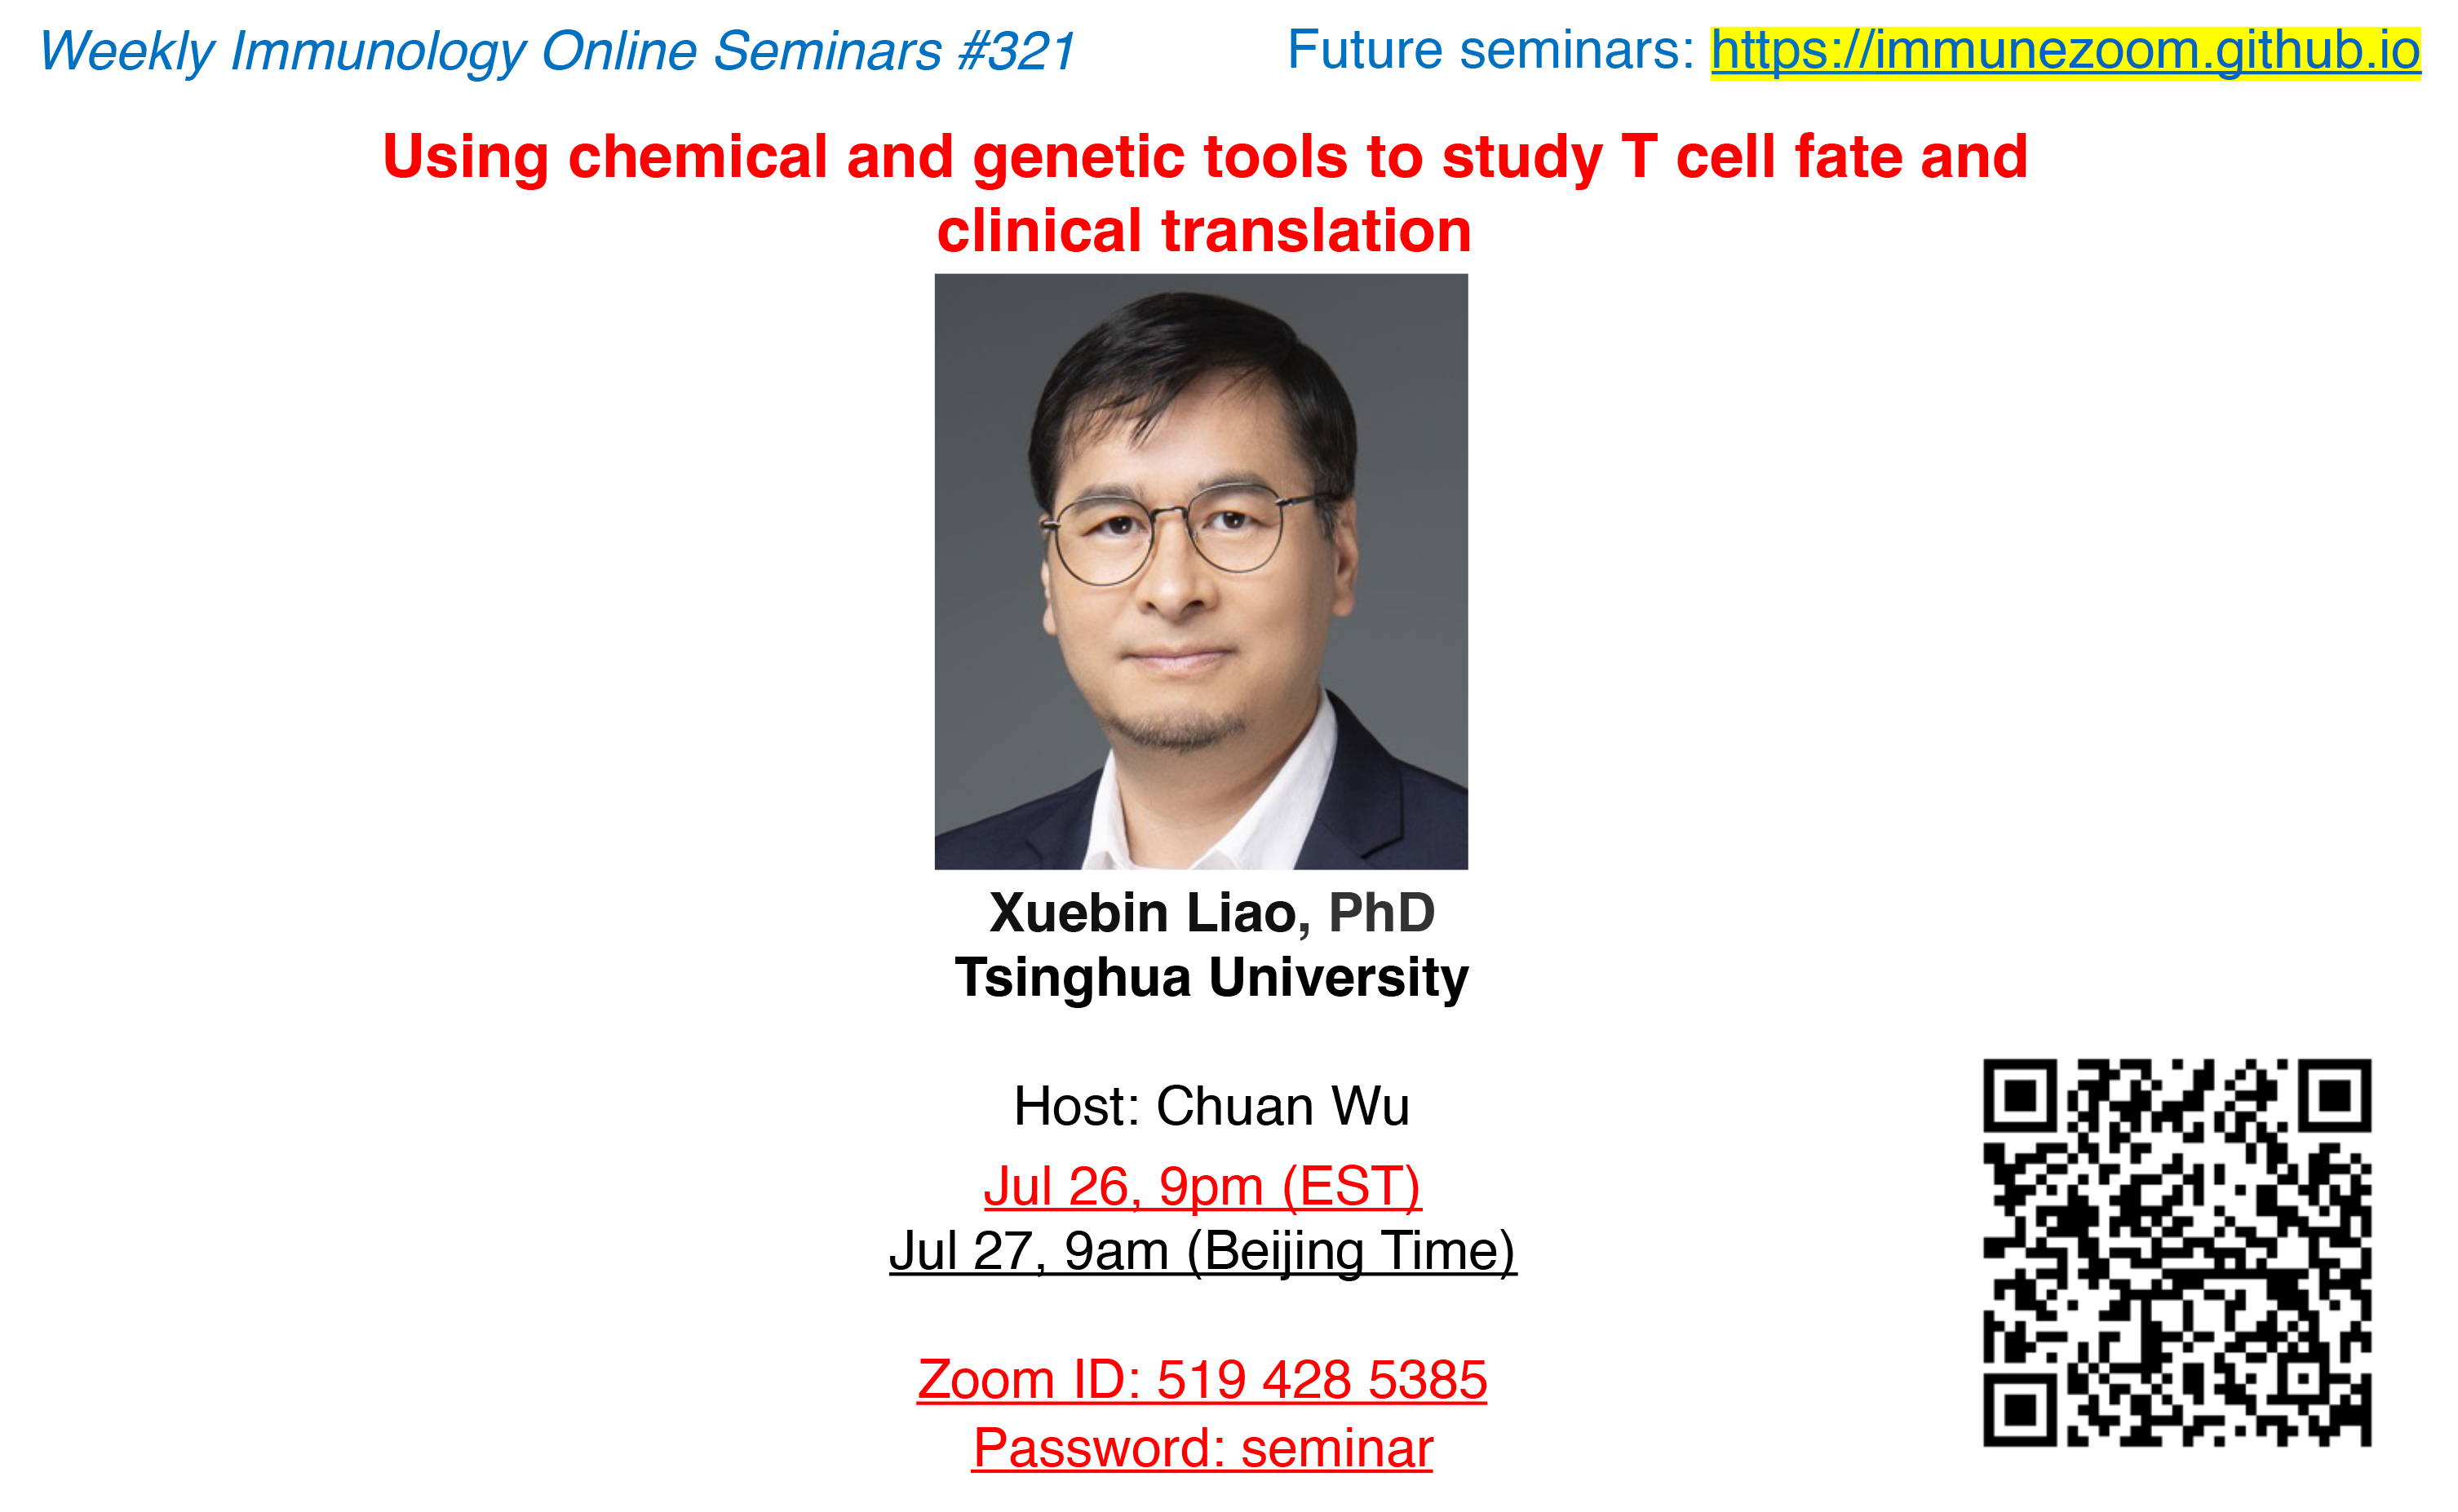 Weekly Immunology Online Seminars #321
Future seminars: https://immunezoom.github.io
Using chemical and genetic tools to study T cell fate and
clinical translation
Xuebin Liao, PhD
Tsinghua University
Host: Chuan Wu
Jul 26, 9pm (EST)
Jul 27, 9am (Beijing Time)
Zoom ID: 519 428 5385
Password: seminar